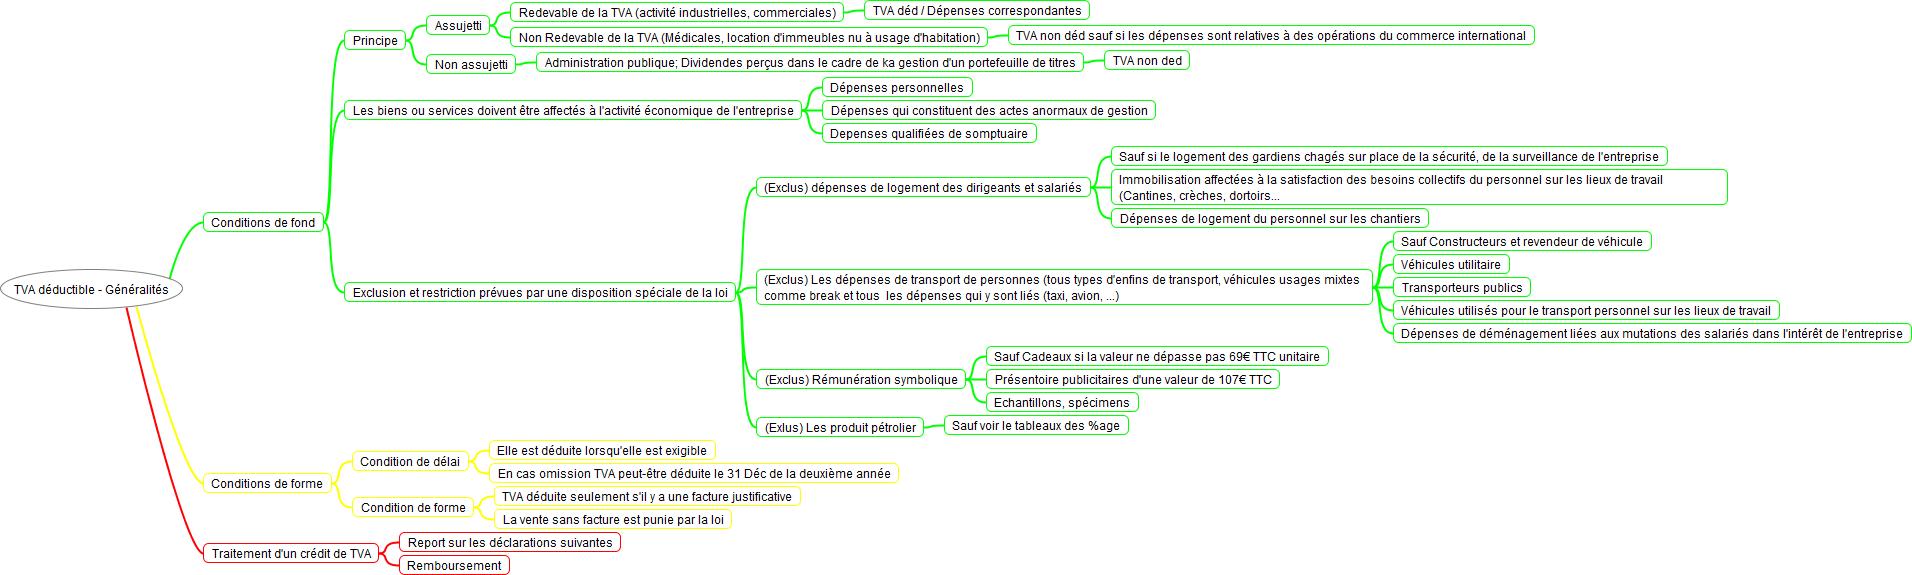 TVA déductible - Généralités
Conditions de fond
Principe
Assujetti
Redevable de la TVA (activité industrielles, commerciales)
TVA déd / Dépenses correspondantes
Non Redevable de la TVA (Médicales, location d'immeubles nu à usage d'habitation)
TVA non déd sauf si les dépenses sont relatives à des opérations du commerce international
Non assujetti
Administration publique; Dividendes perçus dans le cadre de ka gestion d'un portefeuille de titres
TVA non ded
Les biens ou services doivent être affectés à l'activité économique de l'entreprise
Dépenses personnelles
Dépenses qui constituent des actes anormaux de gestion
Depenses qualifiées de somptuaire
Exclusion et restriction prévues par une disposition spéciale de la loi
(Exclus) dépenses de logement des dirigeants et salariés
Sauf si le logement des gardiens chagés sur place de la sécurité, de la surveillance de l'entreprise
Immobilisation affectées à la satisfaction des besoins collectifs du personnel sur les lieux de travail
(Cantines, crèches, dortoirs...
Dépenses de logement du personnel sur les chantiers
(Exclus) Les dépenses de transport de personnes (tous types d'enfins de transport, véhicules usages mixtes
comme break et tous  les dépenses qui y sont liés (taxi, avion, ...)
Sauf Constructeurs et revendeur de véhicule
Véhicules utilitaire
Transporteurs publics
Véhicules utilisés pour le transport personnel sur les lieux de travail
Dépenses de déménagement liées aux mutations des salariés dans l'intérêt de l'entreprise
(Exclus) Rémunération symbolique
Sauf Cadeaux si la valeur ne dépasse pas 69€ TTC unitaire
Présentoire publicitaires d'une valeur de 107€ TTC
Echantillons, spécimens
(Exlus) Les produit pétrolier
Sauf voir le tableaux des %age
Conditions de forme
Condition de délai
Elle est déduite lorsqu'elle est exigible
En cas omission TVA peut-être déduite le 31 Déc de la deuxième année
Condition de forme
TVA déduite seulement s'il y a une facture justificative
La vente sans facture est punie par la loi
Traitement d'un crédit de TVA
Report sur les déclarations suivantes
Remboursement